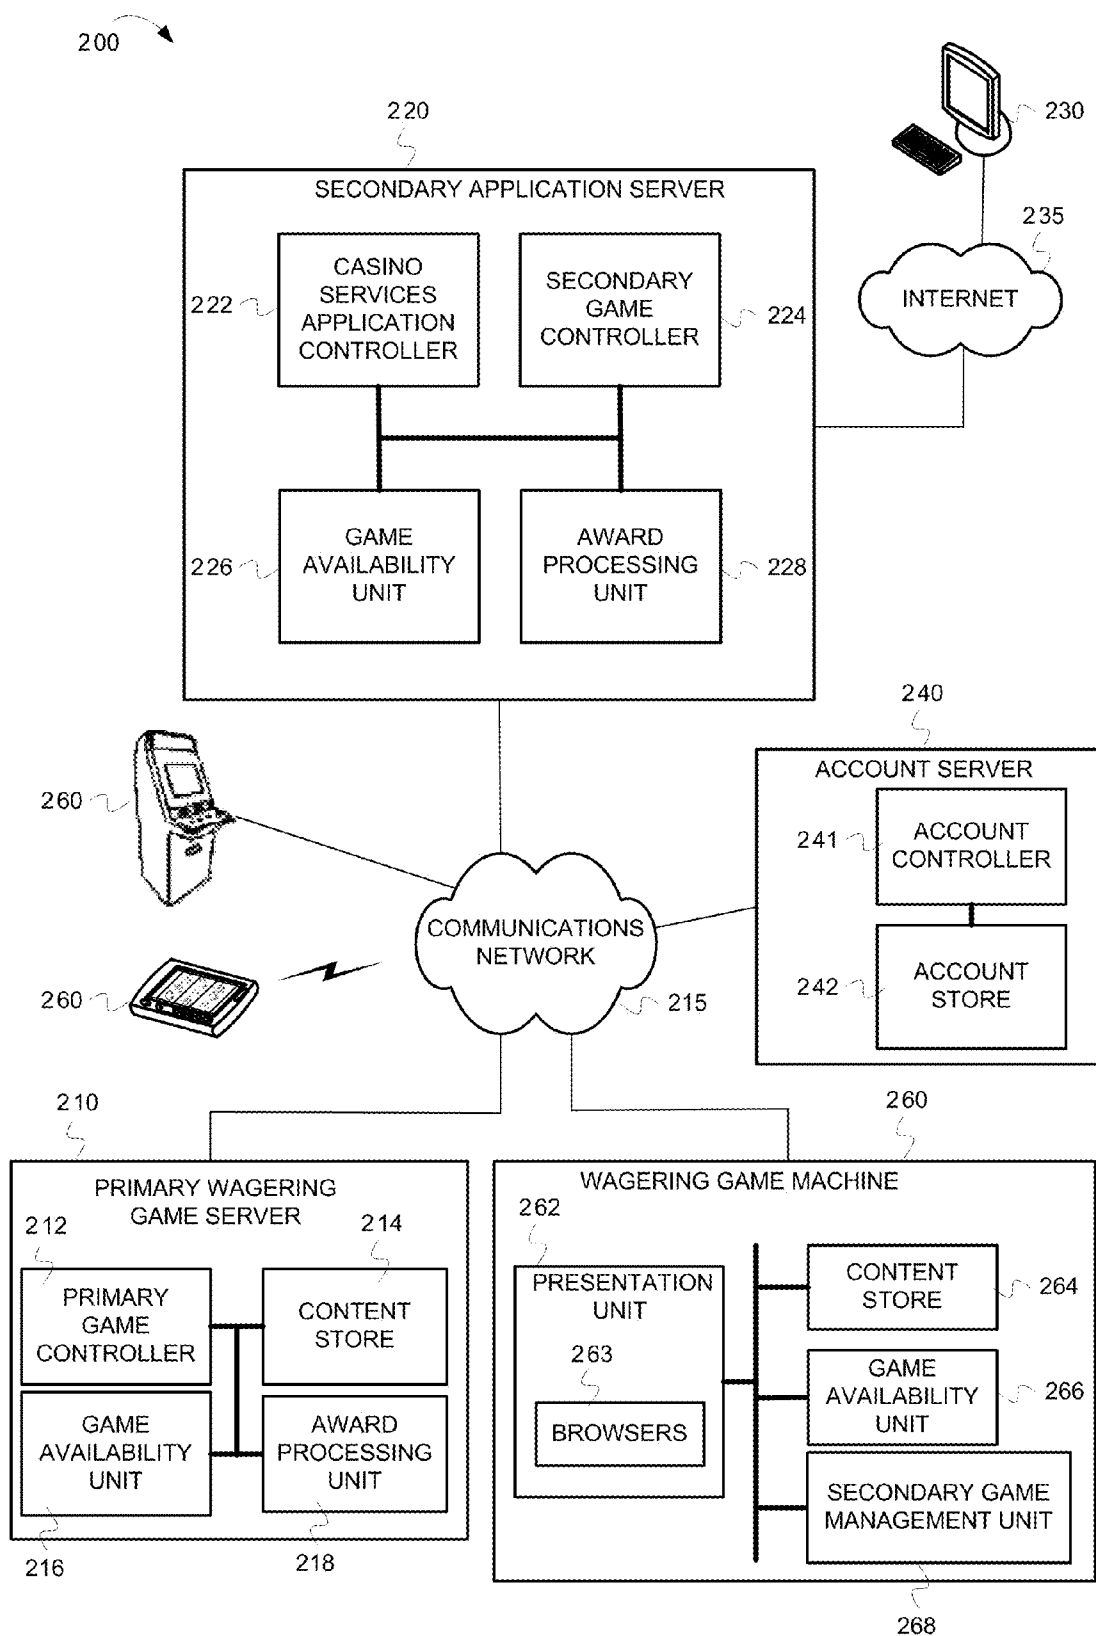 200
220
230
SECONDARY APPLICATION SERVER
235
CASINO
SERVICES
APPLICATION
CONTROLLER
222
SECONDARY
GAME
CONTROLLER
224
INTERNET
GAME
AVAILABILITY
UNIT
226
AWARD
PROCESSING
UNIT
228
240
ACCOUNT SERVER
260
241
ACCOUNT
CONTROLLER
COMMUNICATIONS
NETWORK
242
ACCOUNT
STORE
260
215
210
260
PRIMARY WAGERING
GAME SERVER
212
214
PRIMARY
GAME
CONTROLLER
CONTENT
STORE
GAME
AVAILABILITY
UNIT
AWARD
PROCESSING
UNIT
216
218
WAGERING GAME MACHINE
262
PRESENTATION
UNIT
263
BROWSERS
CONTENT
STORE
264
GAME
AVAILABILITY
UNIT
266
SECONDARY GAME
MANAGEMENT UNIT
268